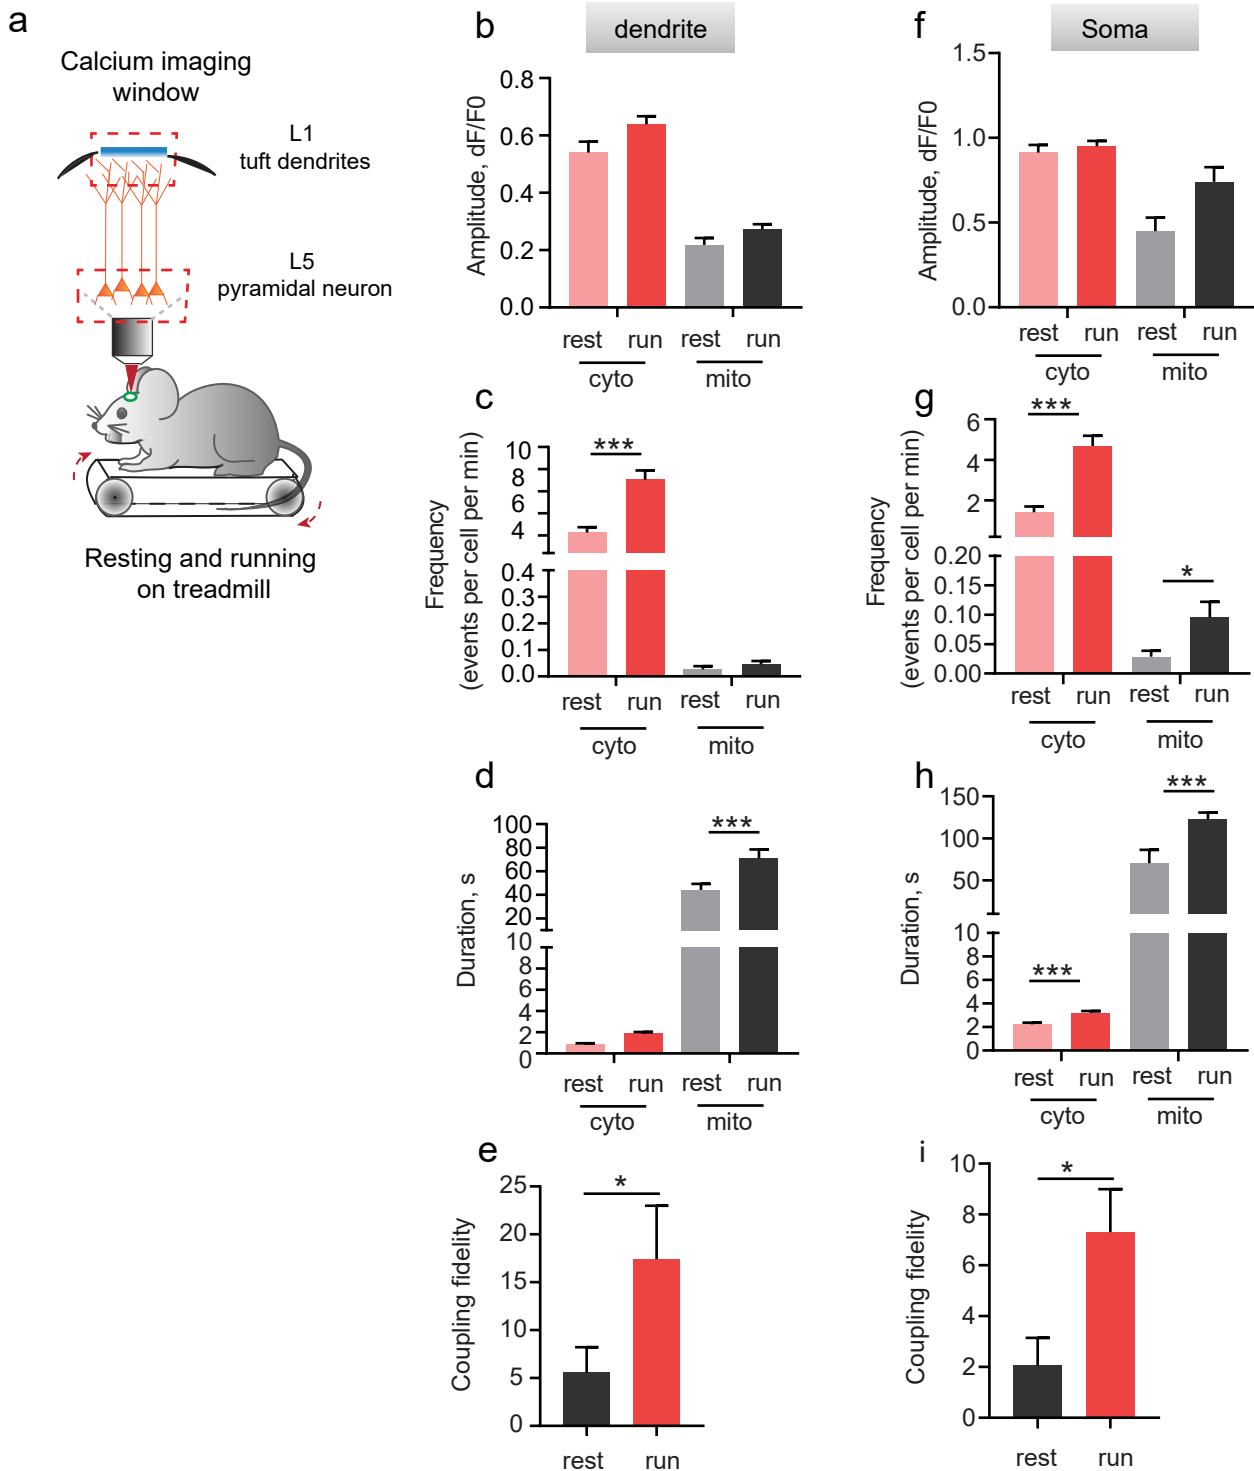 a
Calcium imaging
window
L1
tuft dendrites
L5
pyramidal neuron
Resting and running
on treadmill
b
dendrite
Amplitude, dF/F0
0.8
0.6
0.4
0.2
0.0
rest run rest run
cyto mito
c
Frequency
(events per cell per min)
10
8
6
4
0.4
0.3
0.2
0.1
0.0
***
rest run rest run
cyto mito
d
Duration, s
100
80
60
40
20
10
8
6
4
2
0
***
rest run rest run
cyto mito
e
Coupling fidelity
25
20
15
10
5
0
*
rest run
f
Soma
Amplitude, dF/F0
1.5
1.0
0.5
0.0
rest run rest run
cyto mito
g
Frequency
(events per cell per min)
6
4
2
0.20
0.15
0.10
0.05
0.00
***
*
rest run rest run
cyto mito
h
Duration, s
150
100
50
10
8
6
4
2
0
***
***
rest run rest run
cyto mito
i
Coupling fidelity
10
8
6
4
2
0
*
rest run